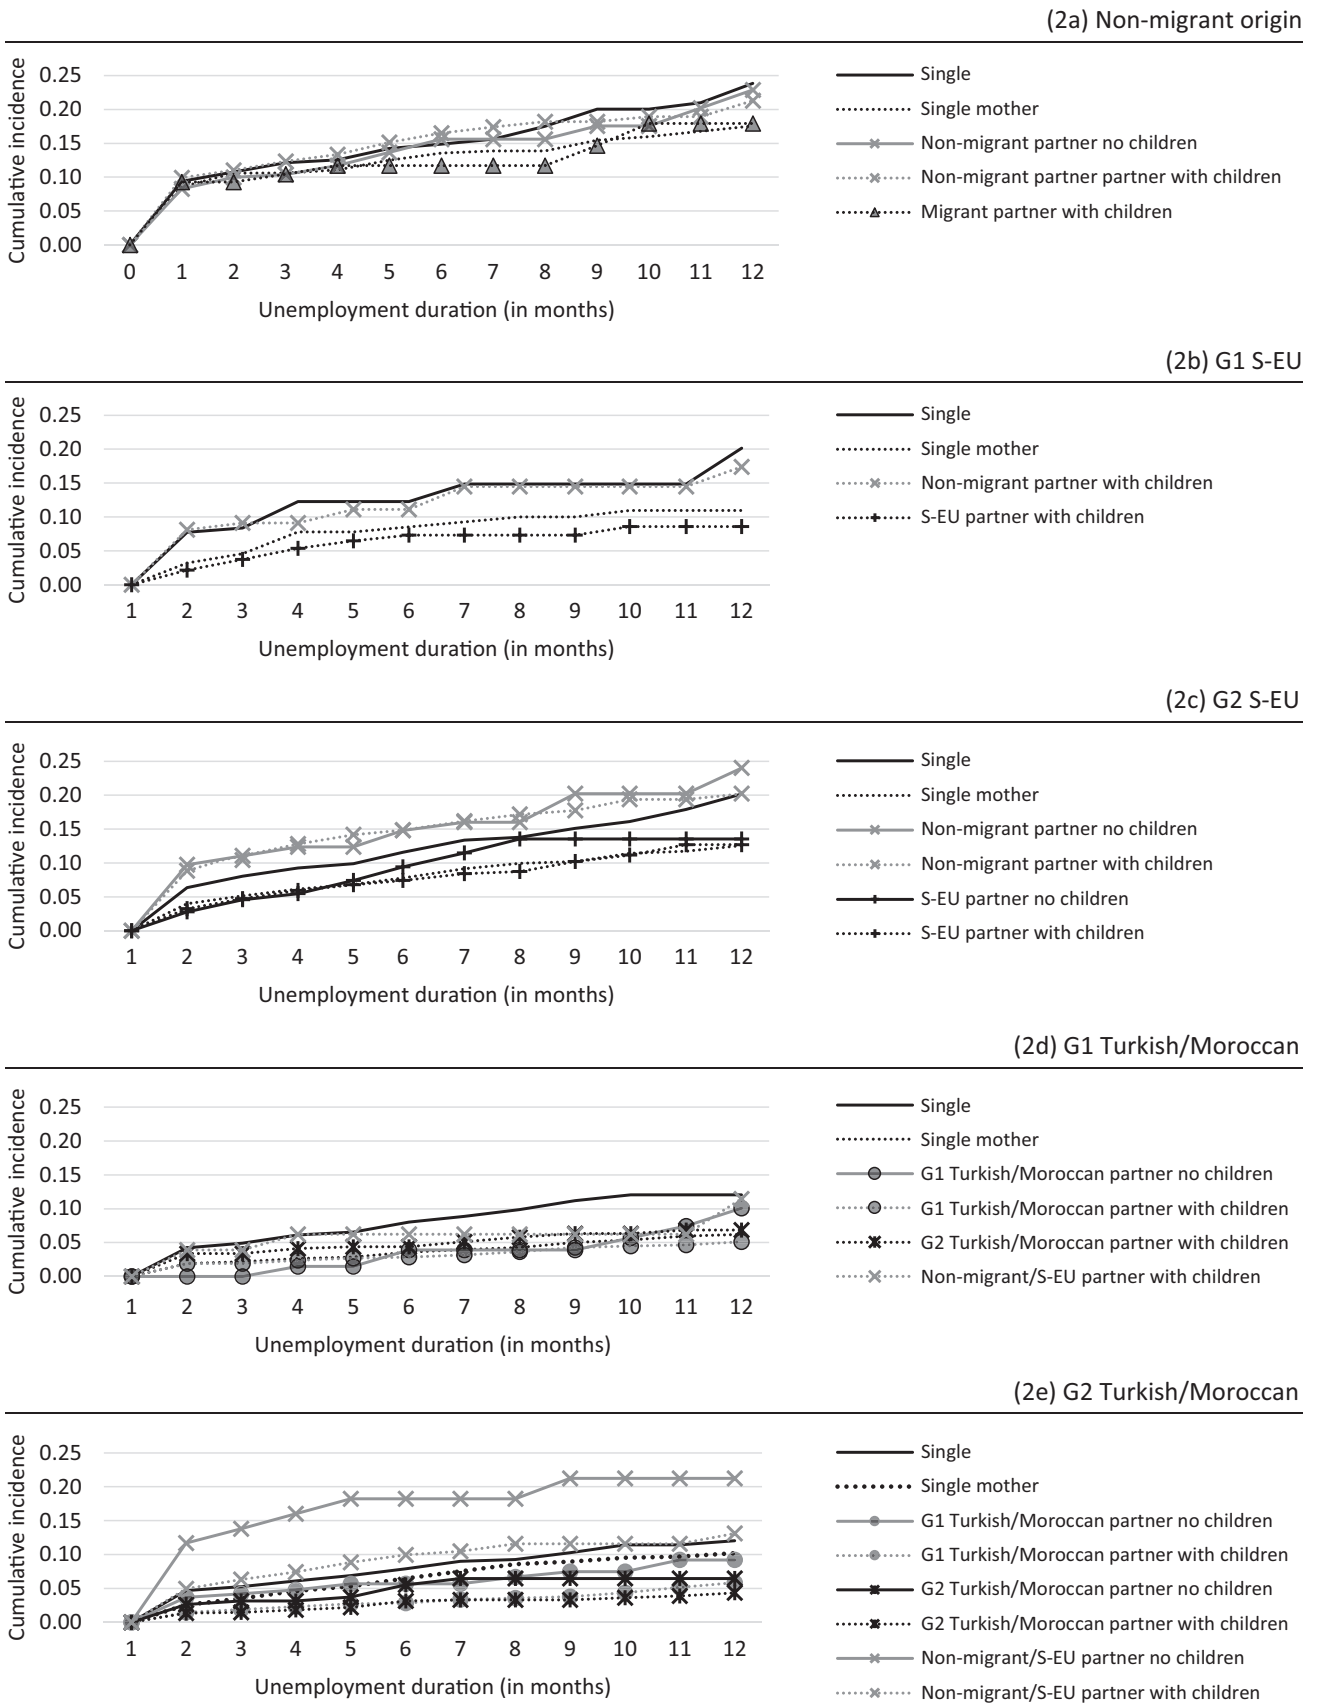 (2a) Non-migrant origin
Cumulative incidence
0.25
0.20
0.15
0.10
0.05
0.00
0 1 2 3 4 5 6 7 8 9 10 11 12
Unemployment duration (in months)
Single
Single mother
Non-migrant partner no children
Non-migrant partner partner with children
Migrant partner with children
(2b) G1 S-EU
Cumulative incidence
0.25
0.20
0.15
0.10
0.05
0.00
1 2 3 4 5 6 7 8 9 10 11 12
Unemployment duration (in months)
Single
Single mother
Non-migrant partner with children
S-EU partner with children
(2c) G2 S-EU
Cumulative incidence
0.25
0.20
0.15
0.10
0.05
0.00
1 2 3 4 5 6 7 8 9 10 11 12
Unemployment duration (in months)
Single
Single mother
Non-migrant partner no children
Non-migrant partner with children
S-EU partner no children
S-EU partner with children
(2d) G1 Turkish/Moroccan
Cumulative incidence
0.25
0.20
0.15
0.10
0.05
0.00
1 2 3 4 5 6 7 8 9 10 11 12
Unemployment duration (in months)
Single
Single mother
G1 Turkish/Moroccan partner no children
G1 Turkish/Moroccan partner with children
G2 Turkish/Moroccan partner with children
Non-migrant/S-EU partner with children
(2e) G2 Turkish/Moroccan
Cumulative incidence
0.25
0.20
0.15
0.10
0.05
0.00
1 2 3 4 5 6 7 8 9 10 11 12
Unemployment duration (in months)
Single
Single mother
G1 Turkish/Moroccan partner no children
G1 Turkish/Moroccan partner with children
G2 Turkish/Moroccan partner no children
G2 Turkish/Moroccan partner with children
Non-migrant/S-EU partner no children
Non-migrant/S-EU partner with children